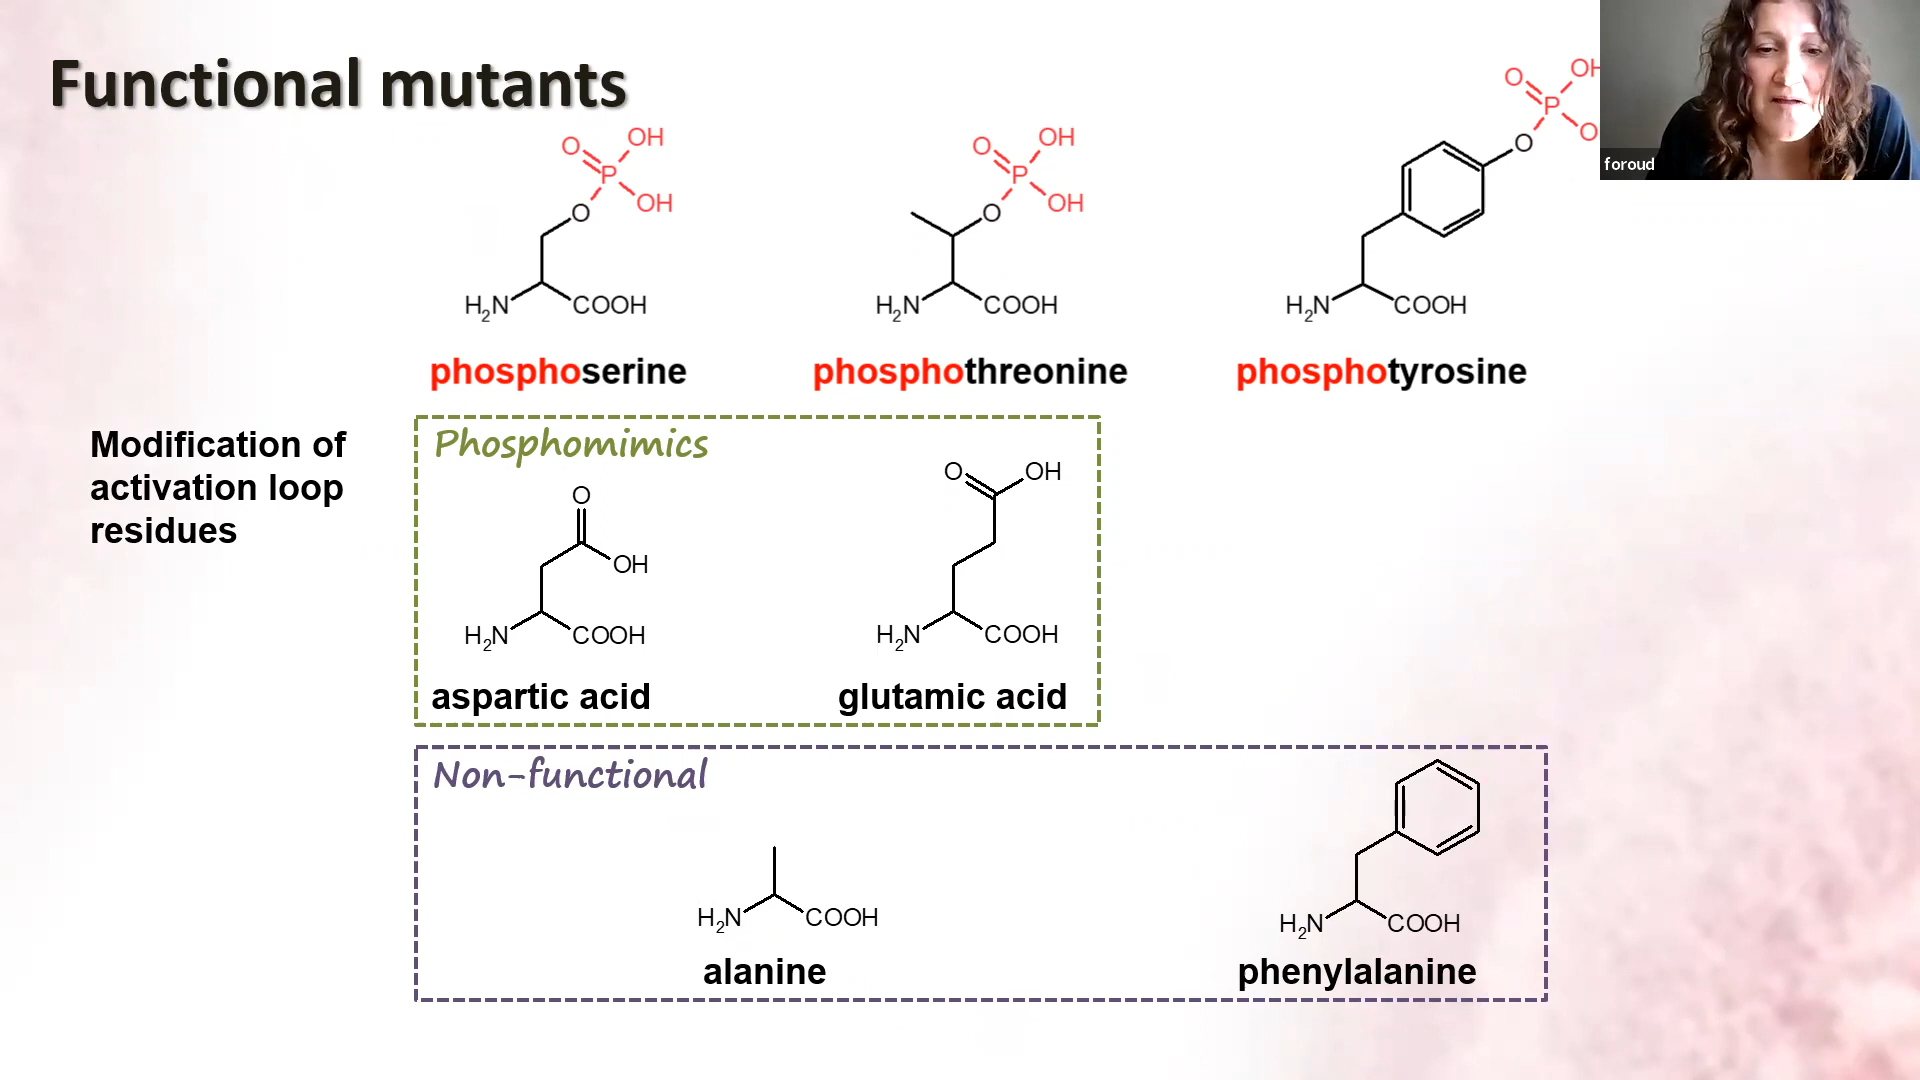 Functional mutants
foroud
O
OH
P
OH
O
H2N
COOH
phosphoserine
O
OH
P
OH
O
H2N
COOH
phosphothreonine
O
OH
P
O
O
H2N
COOH
phosphotyrosine
Modification of
activation loop
residues
Phosphomimics
O
OH
H2N
COOH
aspartic acid
O
OH
H2N
COOH
glutamic acid
Non-functional
H2N
COOH
alanine
H2N
COOH
phenylalanine